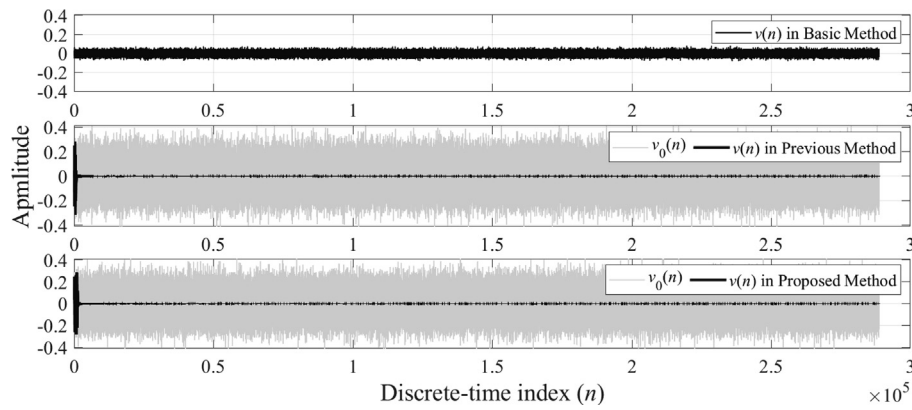 0.4
0.2
0
-0.2
-0.4
v(n) in Basic Method
0 0.5 1 1.5 2 2.5 3
0.4
0.2
0
-0.2
-0.4
v₀(n) v(n) in Previous Method
0 0.5 1 1.5 2 2.5 3
Apmlitude
0.4
0.2
0
-0.2
-0.4
v₀(n) v(n) in Proposed Method
0 0.5 1 1.5 2 2.5 3
Discrete-time index (n)
×10⁵